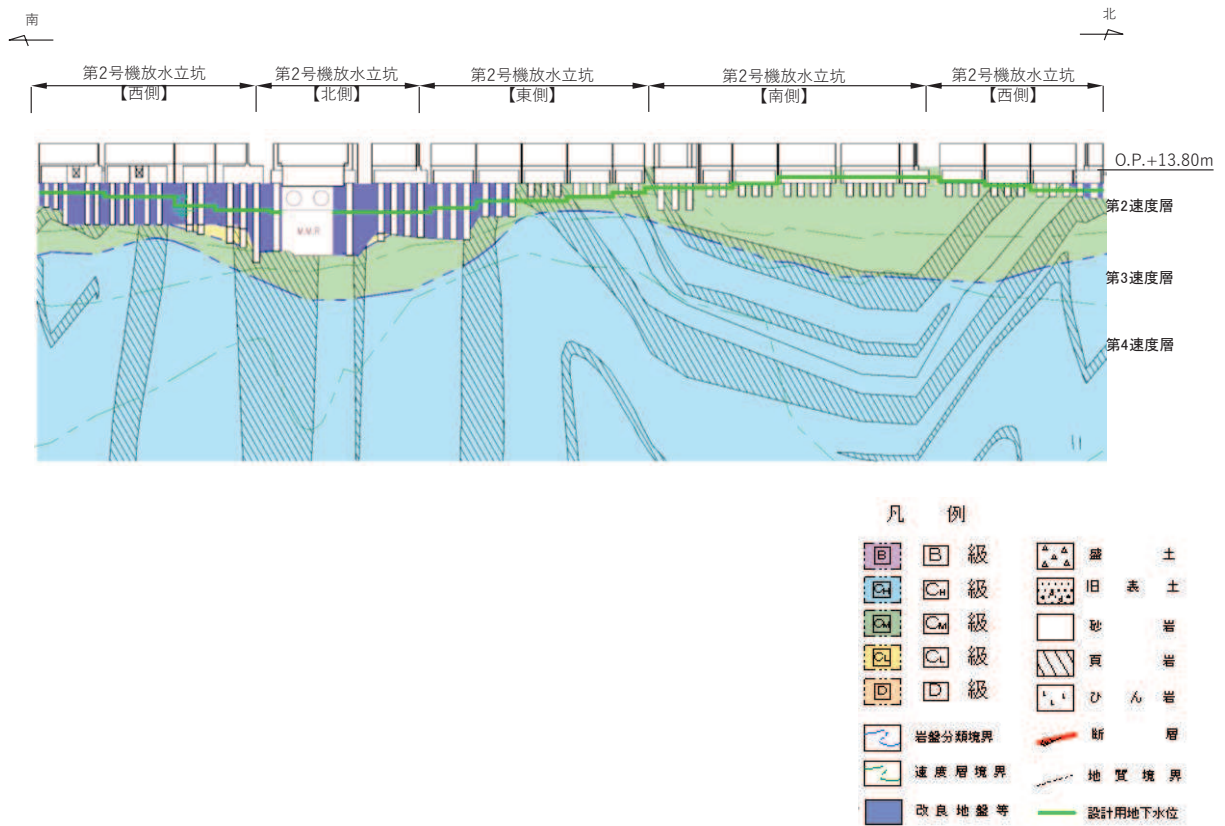 南
北
第2号機放水立坑
【西側】
第2号機放水立坑
【北側】
第2号機放水立坑
【東側】
第2号機放水立坑
【南側】
第2号機放水立坑
【西側】
O.P.+13.80m
第2速度層
第3速度層
第4速度層
M.M.R
凡 例
B B 級
CH CH 級
CM CM 級
CL CL 級
D D 級
岩盤分類境界
速度層境界
改良地盤等
盛土
旧表土
砂岩
頁岩
ひん岩
断層
地質境界
設計用地下水位